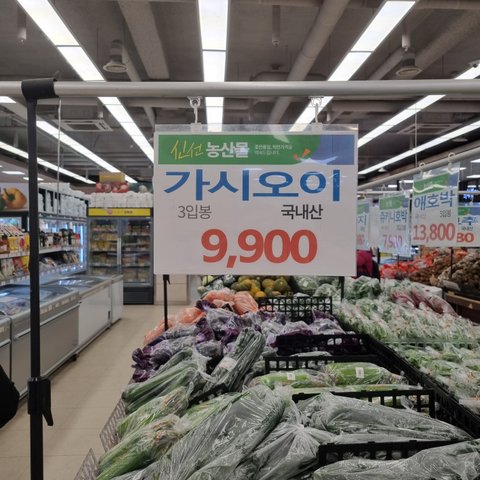 신선 농산물
가시오이
3입봉 국내산
9,900
애호박
13,800